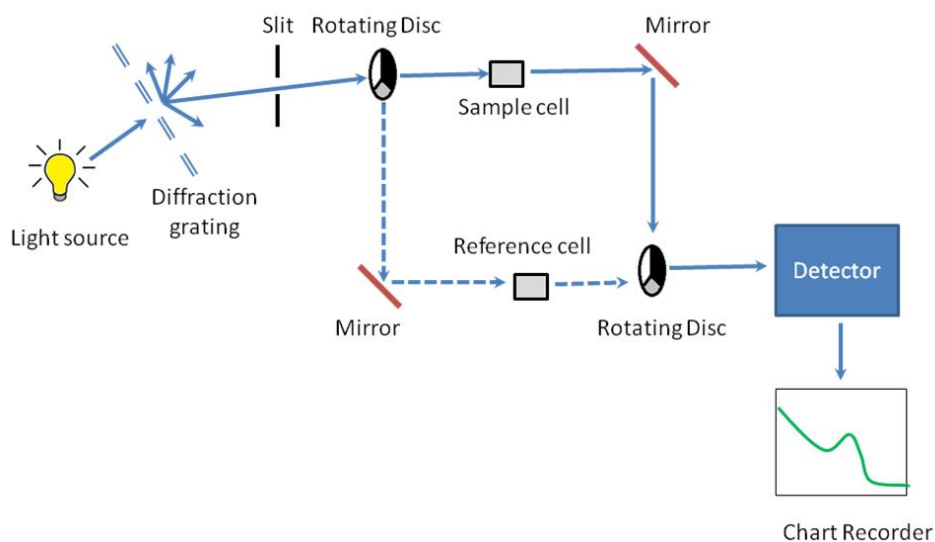 Slit
Rotating Disc
Mirror
Sample cell
Diffraction
grating
Light source
Reference cell
Mirror
Rotating Disc
Detector
Chart Recorder